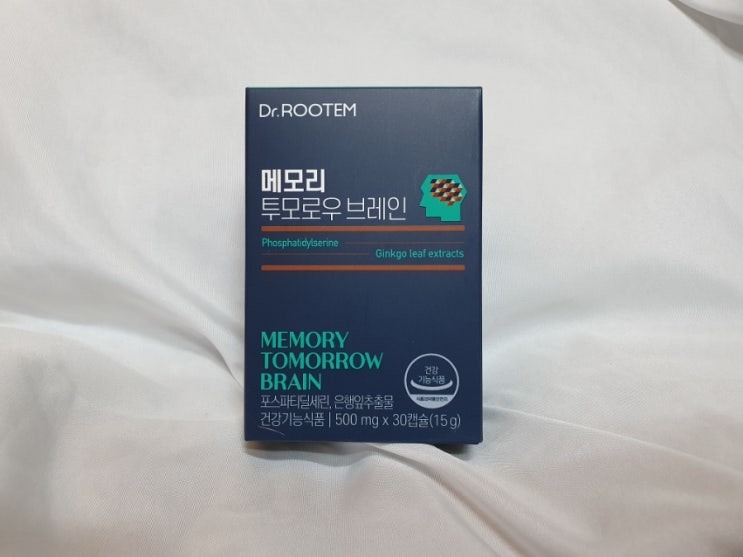 Dr.ROOTEM
메모리
투모로우 브레인
Phosphatidylserine
Ginkgo leaf extracts
MEMORY
TOMORROW
BRAIN
포스파티딜세린, 은행잎추출물
건강기능식품 | 500 mg x 30캡슐(15 g)
건강
기능식품